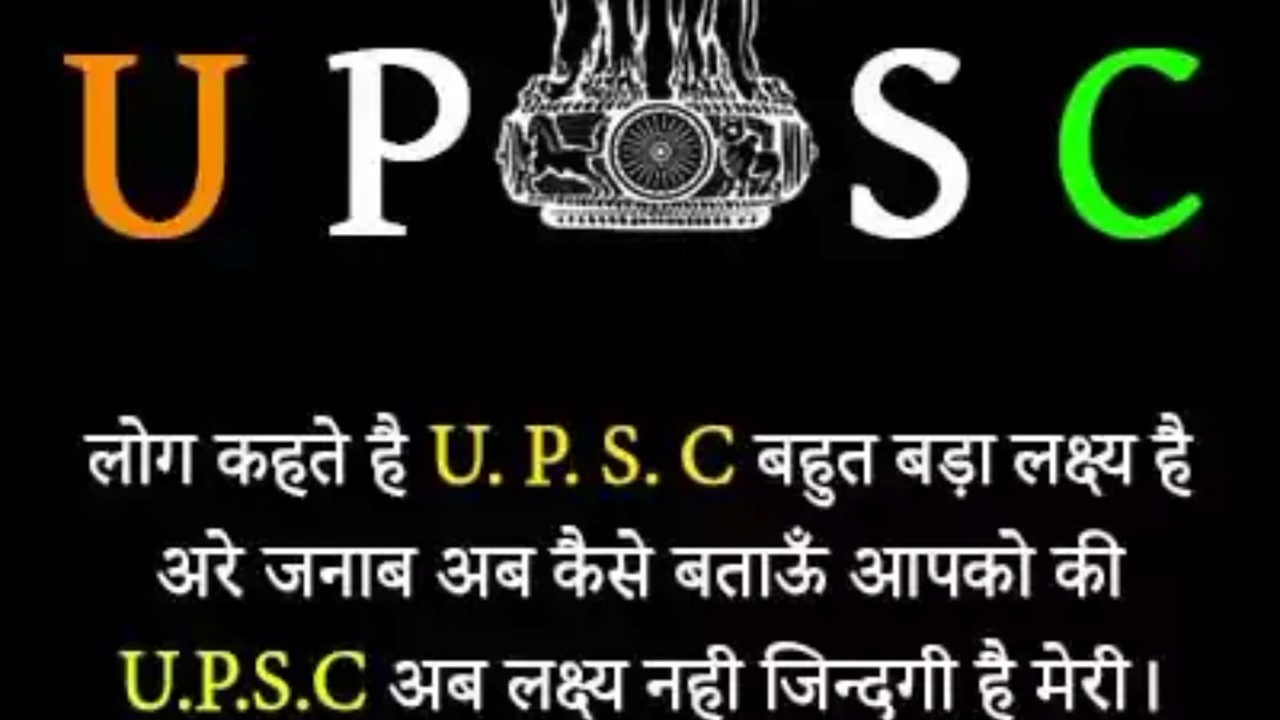 U P S C
लोग कहते है U. P. S. C बहुत बड़ा लक्ष्य है
अरे जनाब अब कैसे बताऊँ आपको की
U.P.S.C अब लक्ष्य नही जिन्दगी है मेरी।